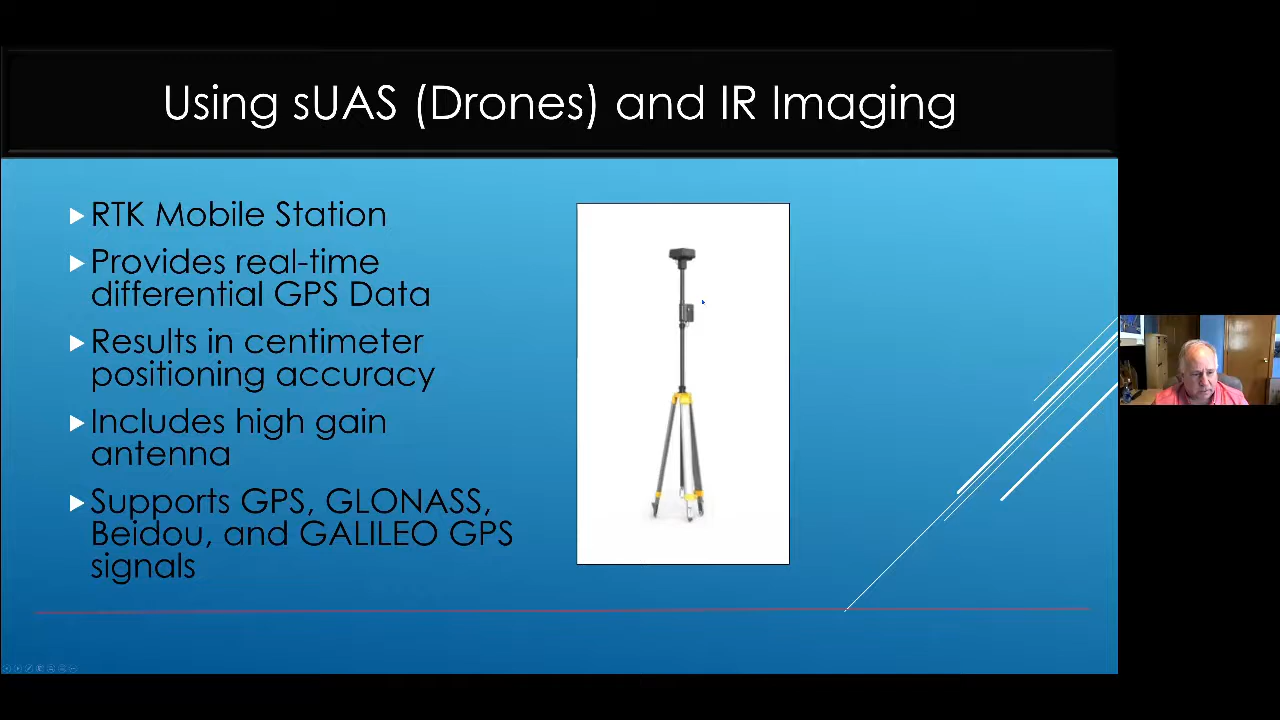 Using sUAS (Drones) and IR Imaging
RTK Mobile Station
Provides real-time
differential GPS Data
Results in centimeter
positioning accuracy
Includes high gain
antenna
Supports GPS, GLONASS,
Beidou, and GALILEO GPS
signals